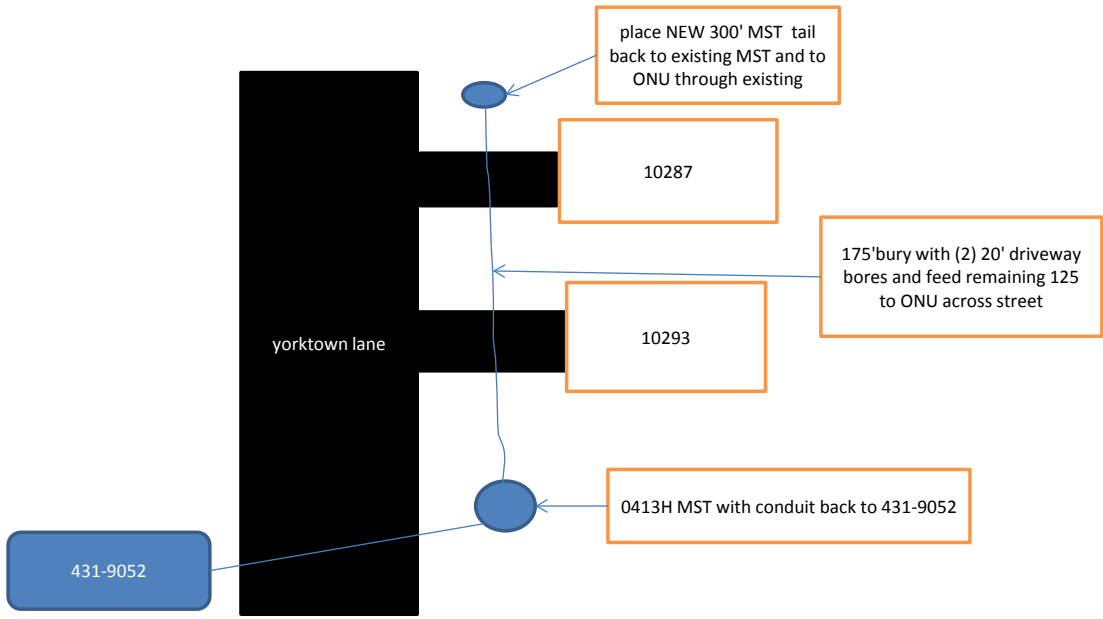 place NEW 300' MST tail
back to existing MST and to
ONU through existing
10287
175'bury with (2) 20' driveway
bores and feed remaining 125
to ONU across street
10293
yorktown lane
0413H MST with conduit back to 431-9052
431-9052